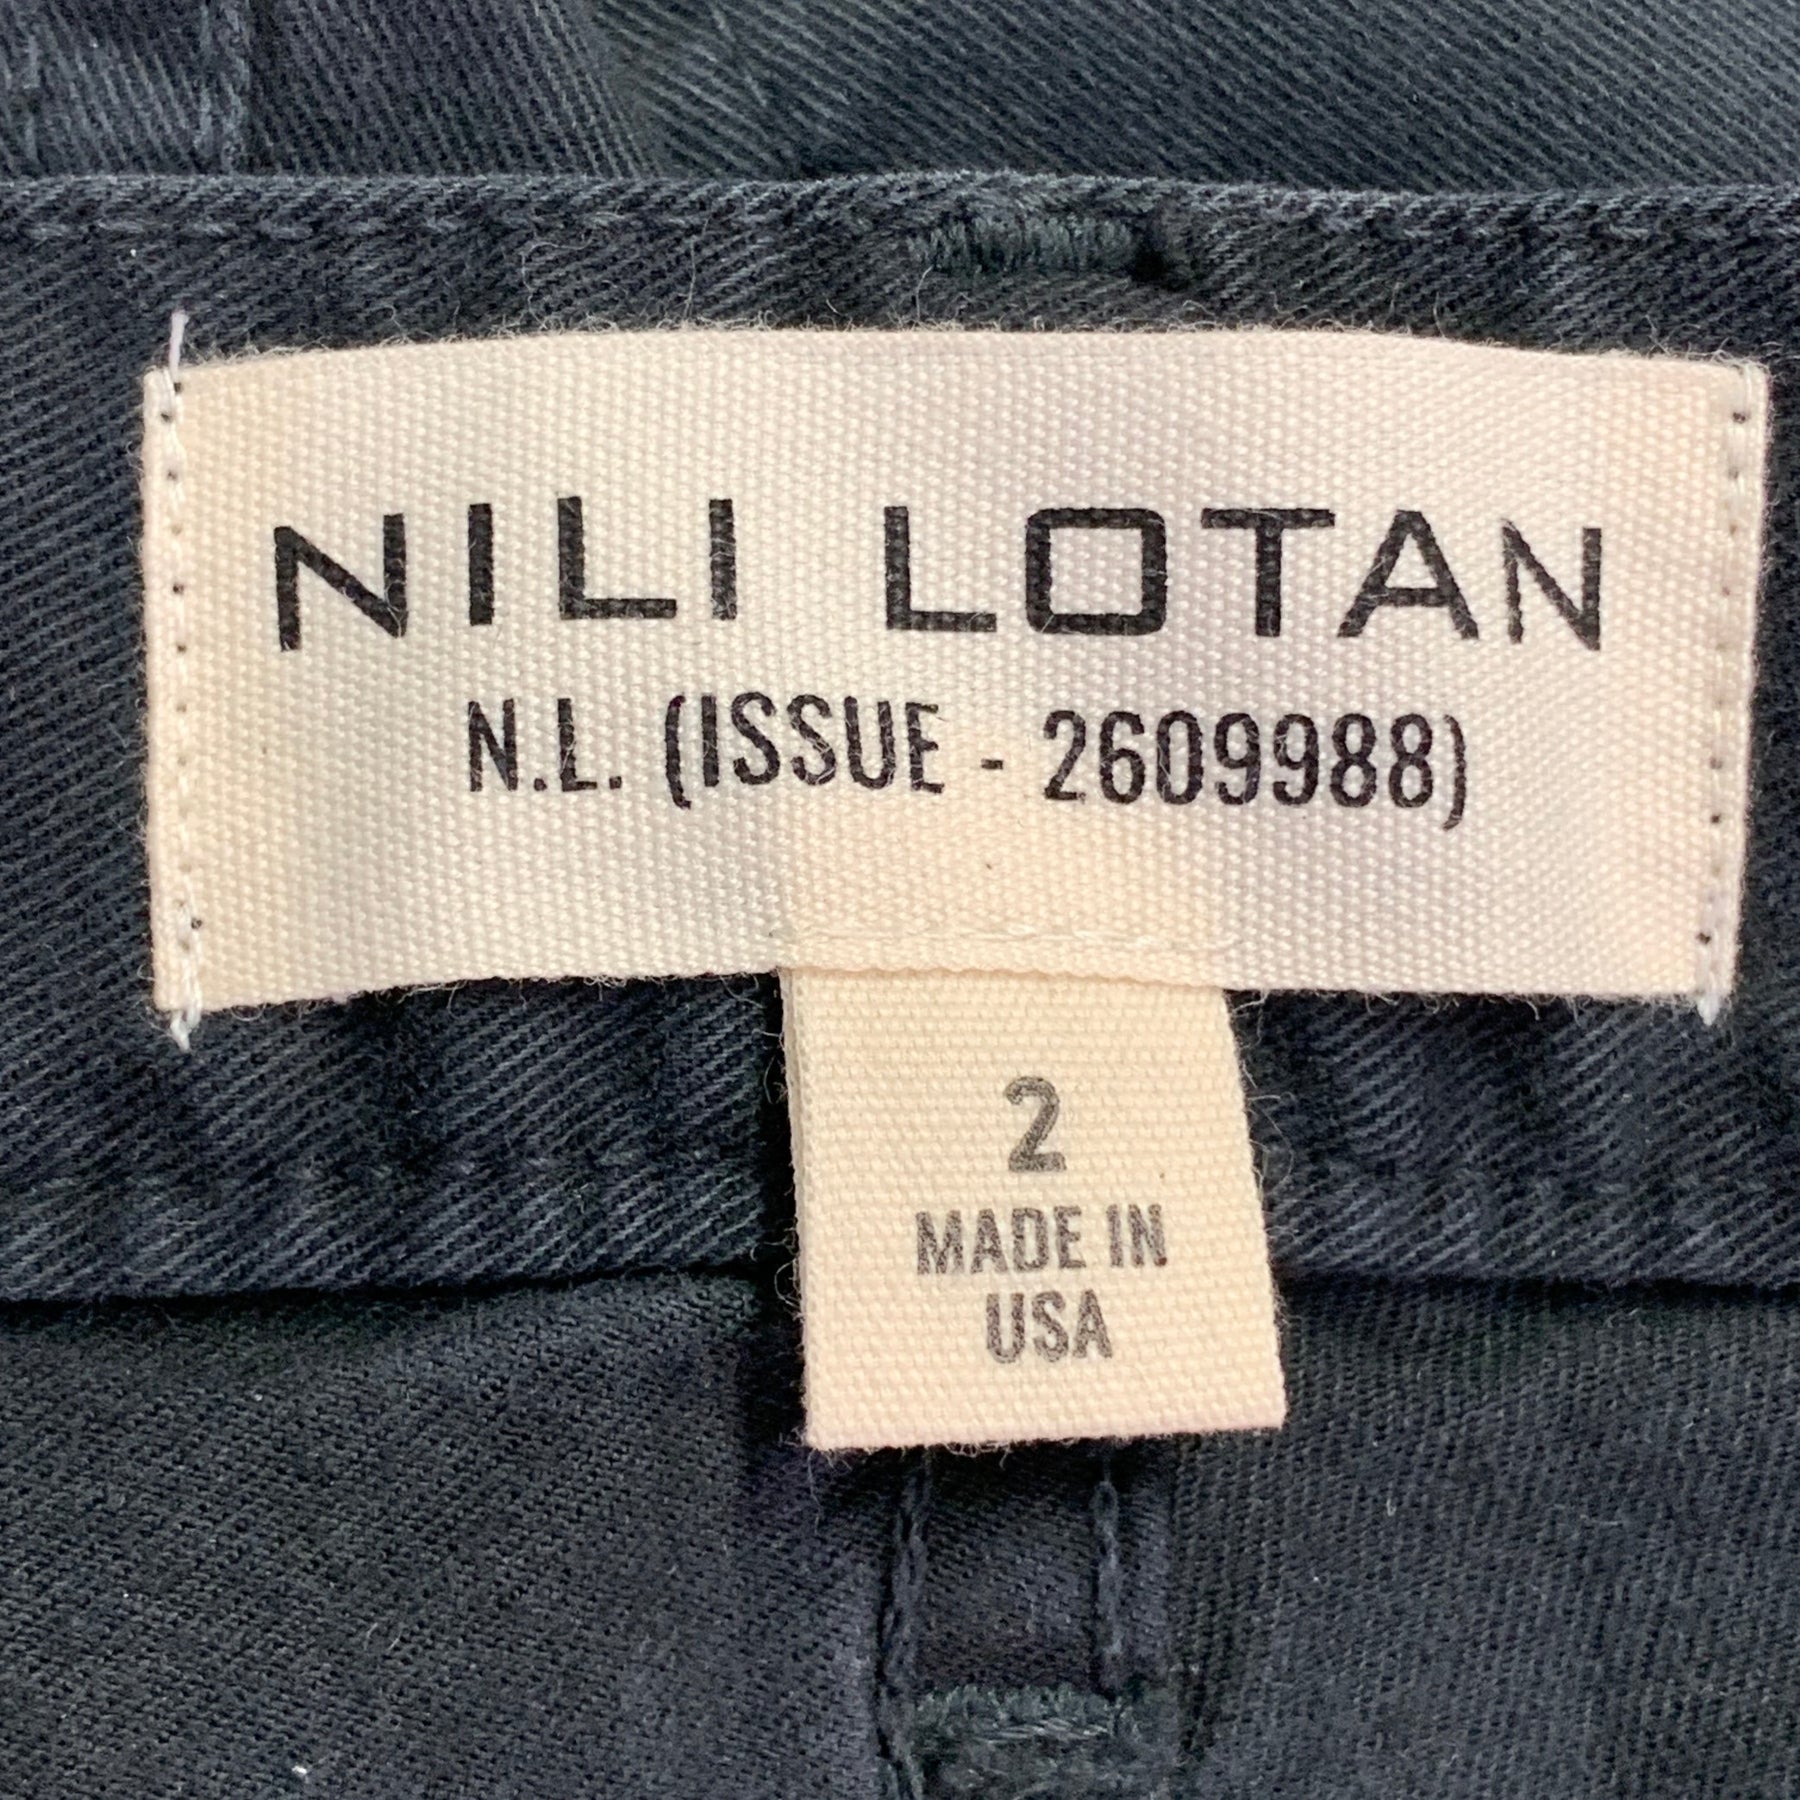 NILI LOTAN
N.L. (ISSUE - 2609988)
2
MADE IN
USA